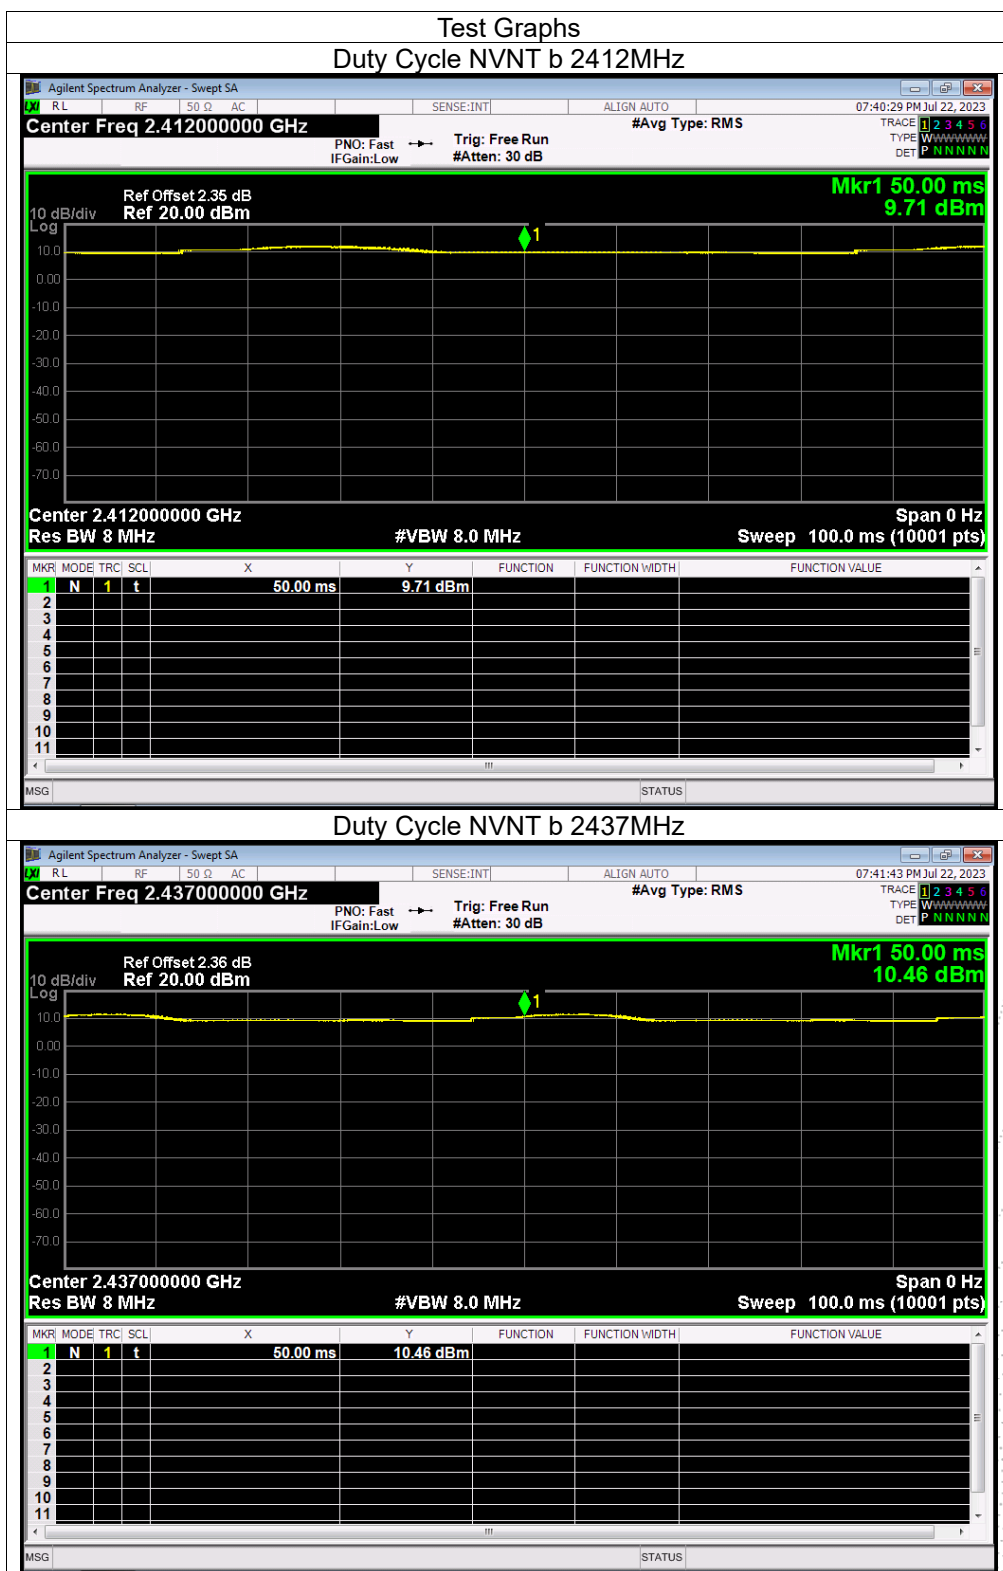 Test Graphs
Duty Cycle NVNT b 2412MHz
Agilent Spectrum Analyzer - Swept SA
LXI RL RF 50 Ω AC SENSE:INT ALIGN AUTO 07:40:29 PM Jul 22, 2023
Center Freq 2.412000000 GHz #Avg Type: RMS TRACE 1 2 3 4 5 6
PNO: Fast Trig: Free Run TYPE WWWWWW
IFGain:Low #Atten: 30 dB DET P N N N N N
Mkr1 50.00 ms
Ref Offset 2.35 dB
10 dB/div Ref 20.00 dBm 9.71 dBm
Log
1
10.0
0.00
-10.0
-20.0
-30.0
-40.0
-50.0
-60.0
-70.0
Center 2.412000000 GHz Span 0 Hz
Res BW 8 MHz #VBW 8.0 MHz Sweep 100.0 ms (10001 pts)
MKR MODE TRC SCL X Y FUNCTION FUNCTION WIDTH FUNCTION VALUE
1 N 1 t 50.00 ms 9.71 dBm
2
3
4
5
6
7
8
9
10
11
MSG STATUS
Duty Cycle NVNT b 2437MHz
Agilent Spectrum Analyzer - Swept SA
LXI RL RF 50 Ω AC SENSE:INT ALIGN AUTO 07:41:43 PM Jul 22, 2023
Center Freq 2.437000000 GHz #Avg Type: RMS TRACE 1 2 3 4 5 6
PNO: Fast Trig: Free Run TYPE WWWWWW
IFGain:Low #Atten: 30 dB DET P N N N N N
Mkr1 50.00 ms
Ref Offset 2.36 dB
10 dB/div Ref 20.00 dBm 10.46 dBm
Log
1
10.0
0.00
-10.0
-20.0
-30.0
-40.0
-50.0
-60.0
-70.0
Center 2.437000000 GHz Span 0 Hz
Res BW 8 MHz #VBW 8.0 MHz Sweep 100.0 ms (10001 pts)
MKR MODE TRC SCL X Y FUNCTION FUNCTION WIDTH FUNCTION VALUE
1 N 1 t 50.00 ms 10.46 dBm
2
3
4
5
6
7
8
9
10
11
MSG STATUS